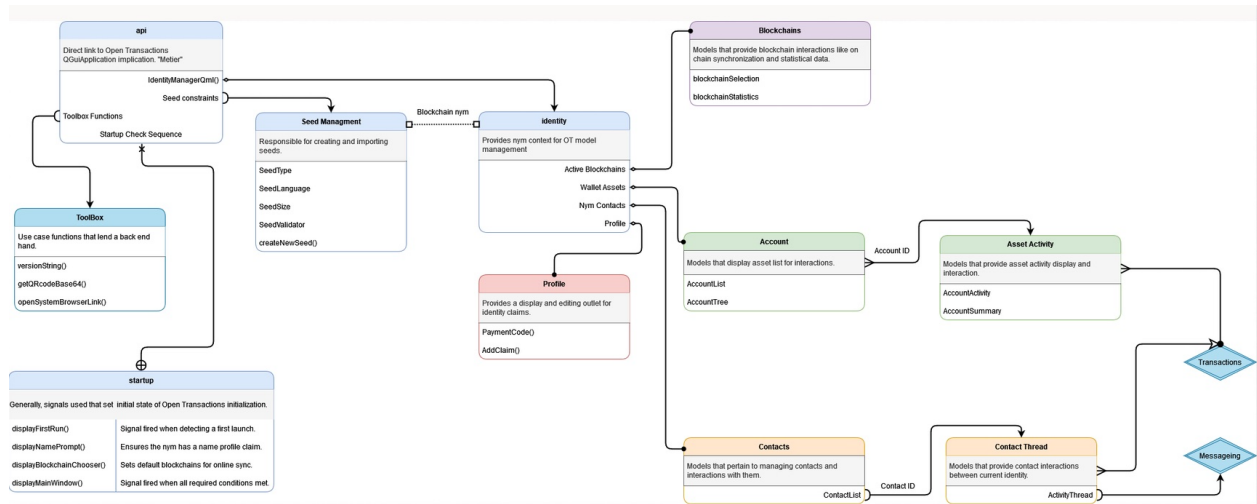 api
Direct link to Open Transactions
QGuiApplication implication. "Metier"
IdentityManagerQml()
Seed constraints
Toolbox Functions
Startup Check Sequence
Blockchains
Models that provide blockchain interactions like on
chain synchronization and statistical data.
blockchainSelection
blockchainStatistics
Seed Managment
Responsible for creating and importing
seeds.
SeedType
SeedLanguage
SeedSize
SeedValidator
createNewSeed()
Blockchain nym
identity
Provides nym context for OT model
management
Active Blockchains
Wallet Assets
Nym Contacts
Profile
ToolBox
Use case functions that lend a back end
hand.
versionString()
getQRcodeBase64()
openSystemBrowserLink()
Profile
Provides a display and editing outlet for
identity claims.
PaymentCode()
AddClaim()
Account
Models that display asset list for interactions.
AccountList
AccountTree
Account ID
Asset Activity
Models that provide asset activity display and
interaction.
AccountActivity
AccountSummary
Transactions
startup
Generally, signals used that set initial state of Open Transactions initialization.
displayFirstRun() Signal fired when detecting a first launch.
displayNamePrompt() Ensures the nym has a name profile claim.
displayBlockchainChooser() Sets default blockchains for online sync.
displayMainWindow() Signal fired when all required conditions met.
Contacts
Models that pertain to managing contacts and
interactions with them.
ContactList
Contact ID
Contact Thread
Models that provide contact interactions
between current identity.
ActivityThread
Messageing